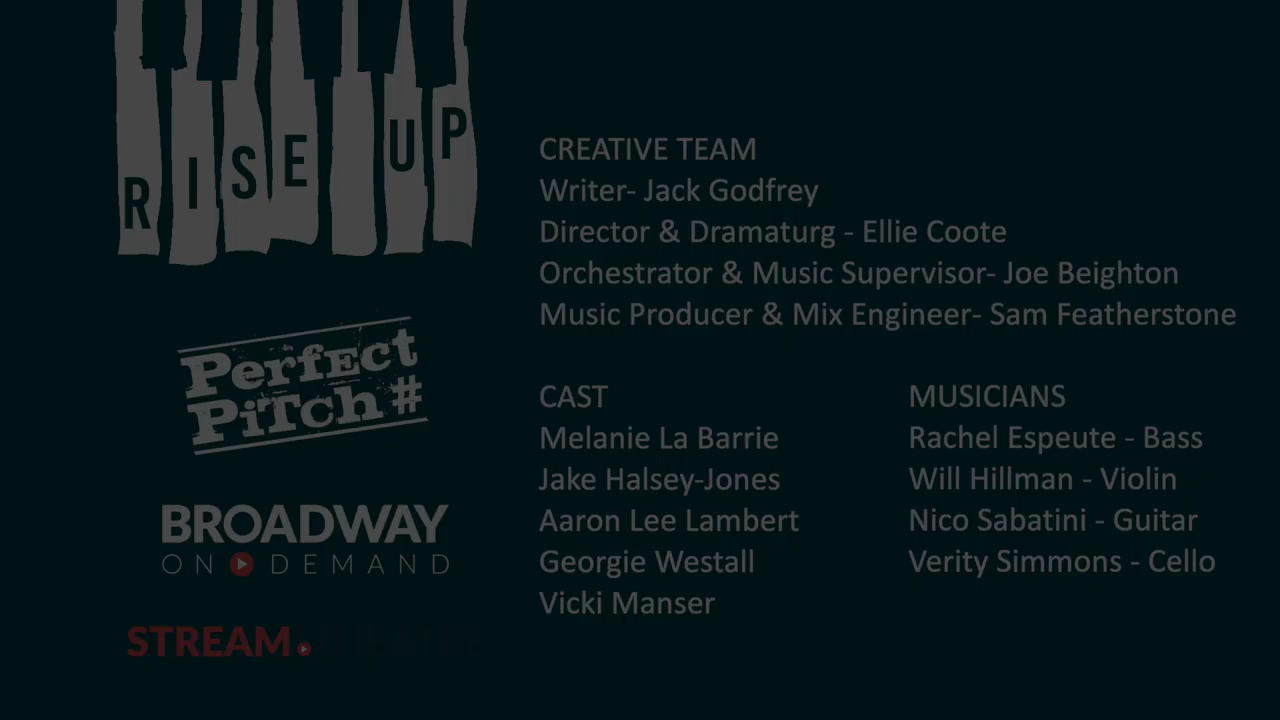 RISE UP
PerfEct
PiTch#
BROADWAY
ON DEMAND
STREAM.THEATRE
CREATIVE TEAM
Writer- Jack Godfrey
Director & Dramaturg - Ellie Coote
Orchestrator & Music Supervisor- Joe Beighton
Music Producer & Mix Engineer- Sam Featherstone
CAST
Melanie La Barrie
Jake Halsey-Jones
Aaron Lee Lambert
Georgie Westall
Vicki Manser
MUSICIANS
Rachel Espeute - Bass
Will Hillman - Violin
Nico Sabatini - Guitar
Verity Simmons - Cello